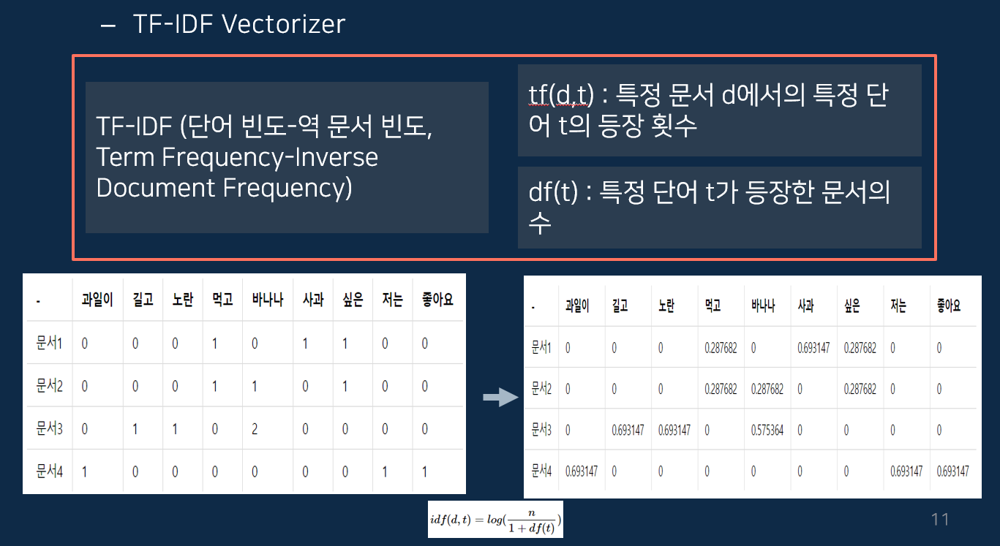 – TF-IDF Vectorizer
TF-IDF (단어 빈도-역 문서 빈도,
Term Frequency-Inverse
Document Frequency)
tf(d,t) : 특정 문서 d에서의 특정 단
어 t의 등장 횟수
df(t) : 특정 단어 t가 등장한 문서의
수
- 과일이 길고 노란 먹고 바나나 사과 싶은 저는 좋아요
문서1 0 0 0 1 0 1 1 0 0
문서2 0 0 0 1 1 0 1 0 0
문서3 0 1 1 0 2 0 0 0 0
문서4 1 0 0 0 0 0 0 1 1
- 과일이 길고 노란 먹고 바나나 사과 싶은 저는 좋아요
문서1 0 0 0 0.287682 0 0.693147 0.287682 0 0
문서2 0 0 0 0.287682 0.287682 0 0.287682 0 0
문서3 0 0.693147 0.693147 0 0.575364 0 0 0 0
문서4 0.693147 0 0 0 0 0 0 0.693147 0.693147
idf(d, t) = log(n / 1 + df(t))
11